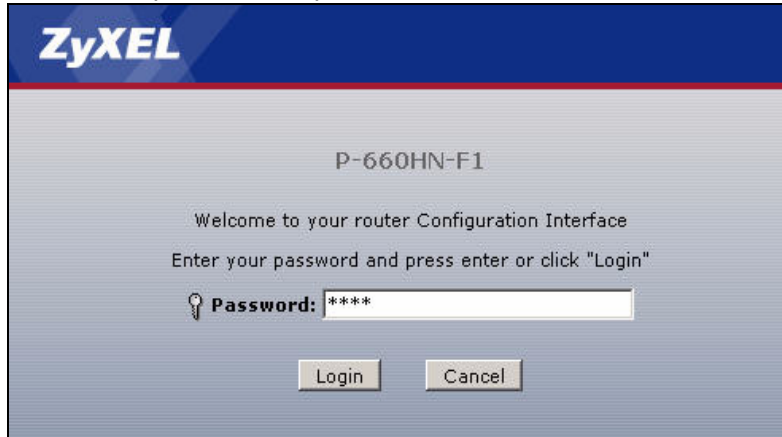 ZyXEL
P-660HN-F1
Welcome to your router Configuration Interface
Enter your password and press enter or click "Login"
Password: ****
Login Cancel